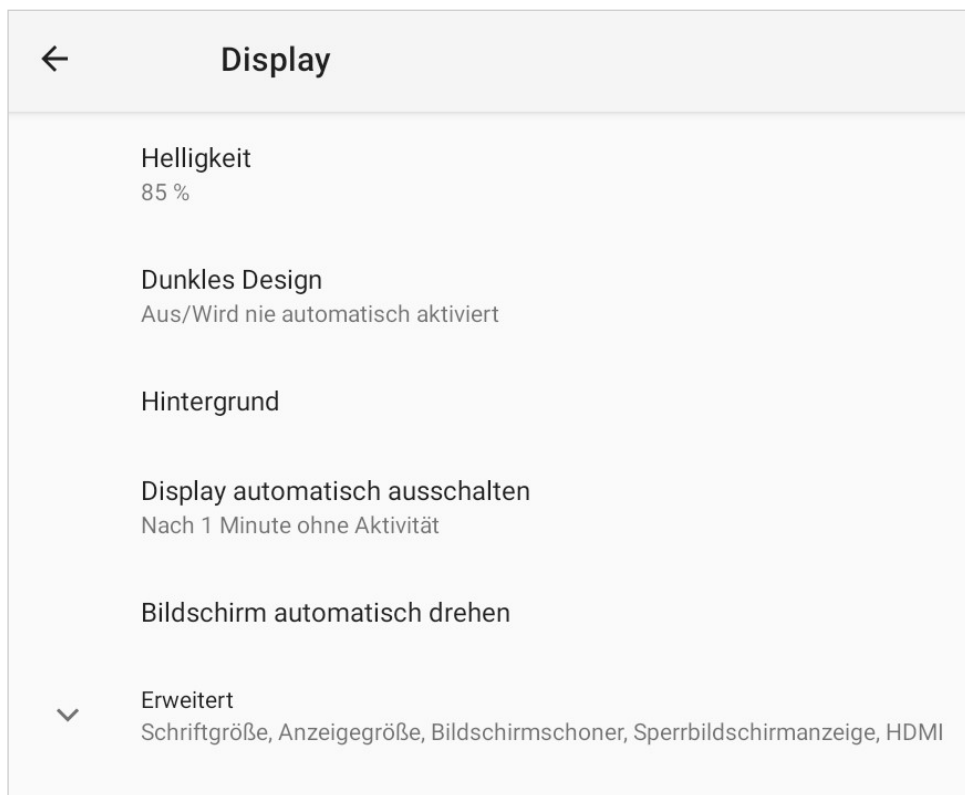 Display
Helligkeit
85 %
Dunkles Design
Aus/Wird nie automatisch aktiviert
Hintergrund
Display automatisch ausschalten
Nach 1 Minute ohne Aktivität
Bildschirm automatisch drehen
Erweitert
Schriftgröße, Anzeigegröße, Bildschirmschoner, Sperrbildschirmanzeige, HDMI